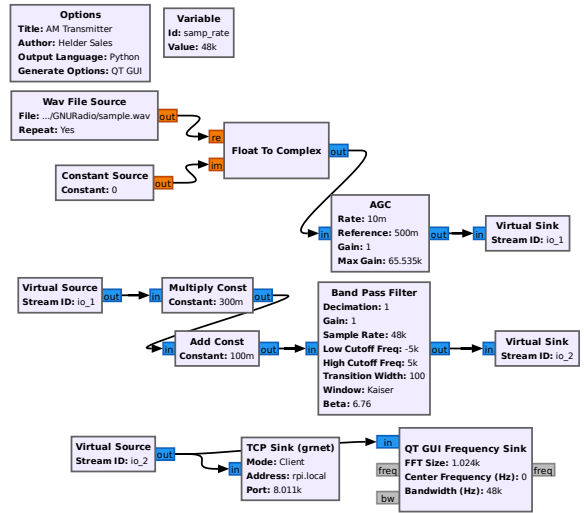 Options
Title: AM Transmitter
Author: Helder Sales
Output Language: Python
Generate Options: QT GUI
Variable
Id: samp_rate
Value: 48k
Wav File Source
File: .../GNURadio/sample.wav
Repeat: Yes
out
Constant Source
Constant: 0
out
re
im
Float To Complex
out
in
AGC
Rate: 10m
Reference: 500m
Gain: 1
Max Gain: 65.535k
out
in
Virtual Sink
Stream ID: io_1
Virtual Source
Stream ID: io_1
out
in
Multiply Const
Constant: 300m
out
in
Add Const
Constant: 100m
out
in
Band Pass Filter
Decimation: 1
Gain: 1
Sample Rate: 48k
Low Cutoff Freq: -5k
High Cutoff Freq: 5k
Transition Width: 100
Window: Kaiser
Beta: 6.76
out
in
Virtual Sink
Stream ID: io_2
Virtual Source
Stream ID: io_2
out
in
TCP Sink (grnet)
Mode: Client
Address: rpi.local
Port: 8.011k
in
freq
bw
QT GUI Frequency Sink
FFT Size: 1.024k
Center Frequency (Hz): 0
Bandwidth (Hz): 48k
freq